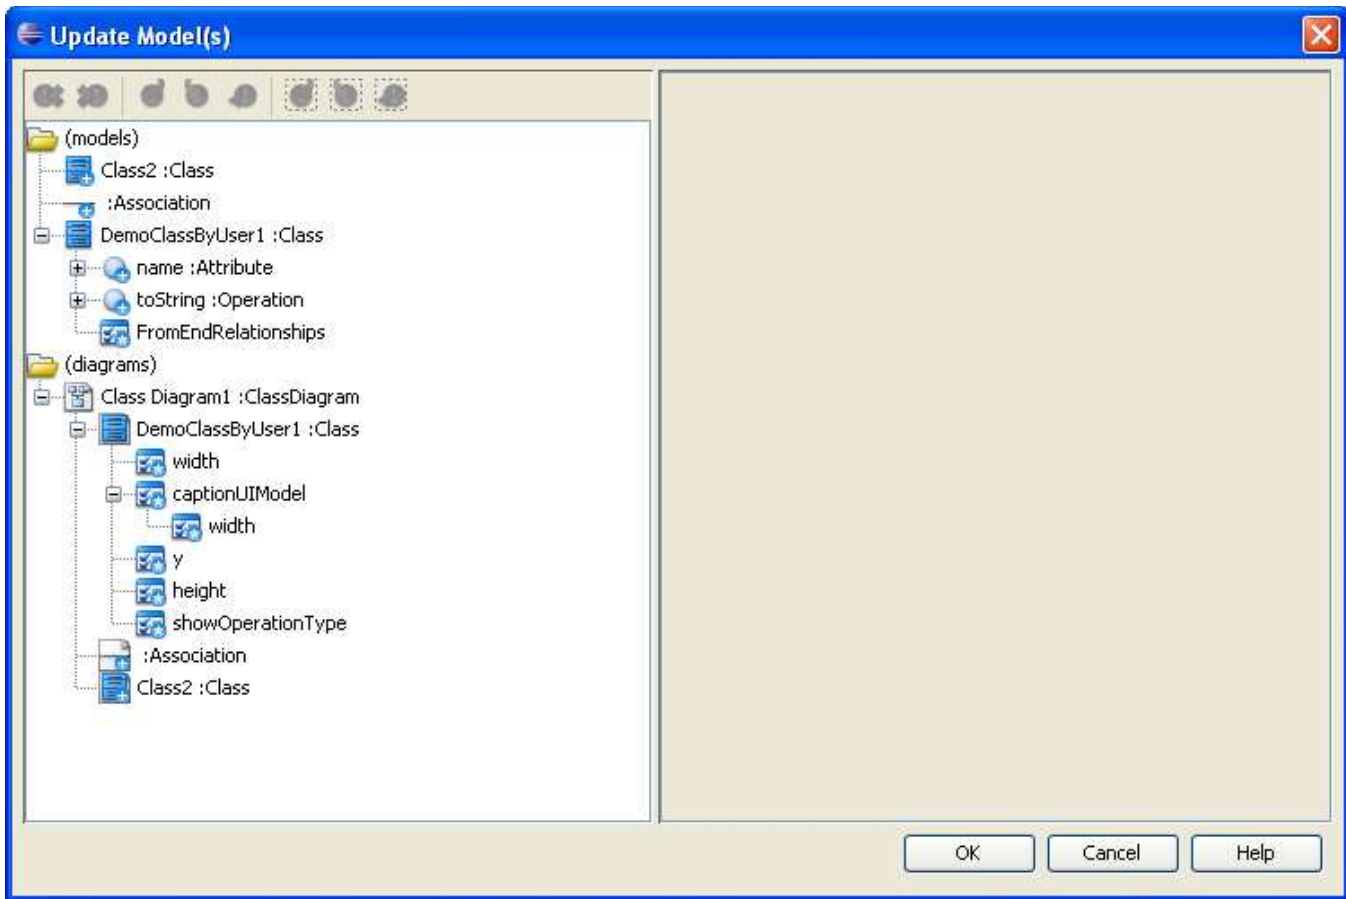 Update Model(s)
(models)
Class2 :Class
:Association
DemoClassByUser1 :Class
name :Attribute
toString :Operation
FromEndRelationships
(diagrams)
Class Diagram1 :ClassDiagram
DemoClassByUser1 :Class
width
captionUIModel
width
y
height
showOperationType
:Association
Class2 :Class
OK Cancel Help